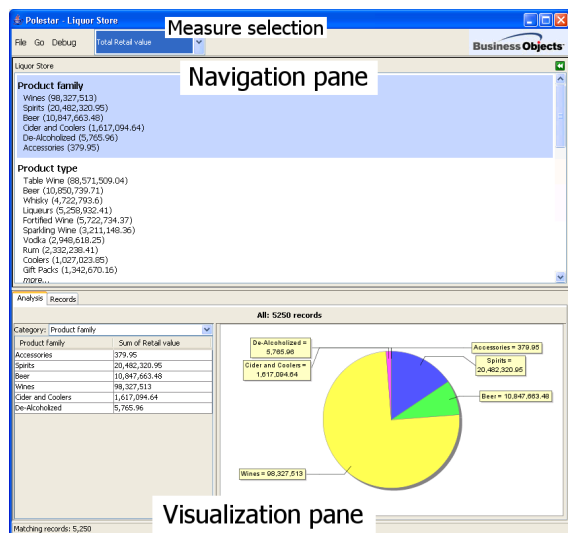 Polestar - Liquor Store
Measure selection
File Go Debug
Total Retail value
Business Objects
Liquor Store
Navigation pane
Product family
Wines (98,327,513)
Spirits (20,482,320.95)
Beer (10,847,663.48)
Cider and Coolers (1,617,094.64)
De-Alcoholized (5,765.96)
Accessories (379.95)
Product type
Table Wine (88,571,509.04)
Beer (10,850,739.71)
Whisky (4,722,793.6)
Liqueurs (5,258,932.41)
Fortified Wine (5,722,734.37)
Sparkling Wine (3,211,148.36)
Vodka (2,948,618.25)
Rum (2,332,238.41)
Coolers (1,027,023.85)
Gift Packs (1,342,670.16)
more...
Analysis Records
All: 5250 records
Category: Product family
Product family Sum of Retail value
Accessories 379.95
Spirits 20,482,320.95
Beer 10,847,663.48
Wines 98,327,513
Cider and Coolers 1,617,094.64
De-Alcoholized 5,765.96
De-Alcoholized =
5,765.96
Cider and Coolers =
1,617,094.64
Accessories = 379.95
Spirits =
20,482,320.95
Beer = 10,847,663.48
Wines = 98,327,513
Visualization pane
Matching records: 5,250